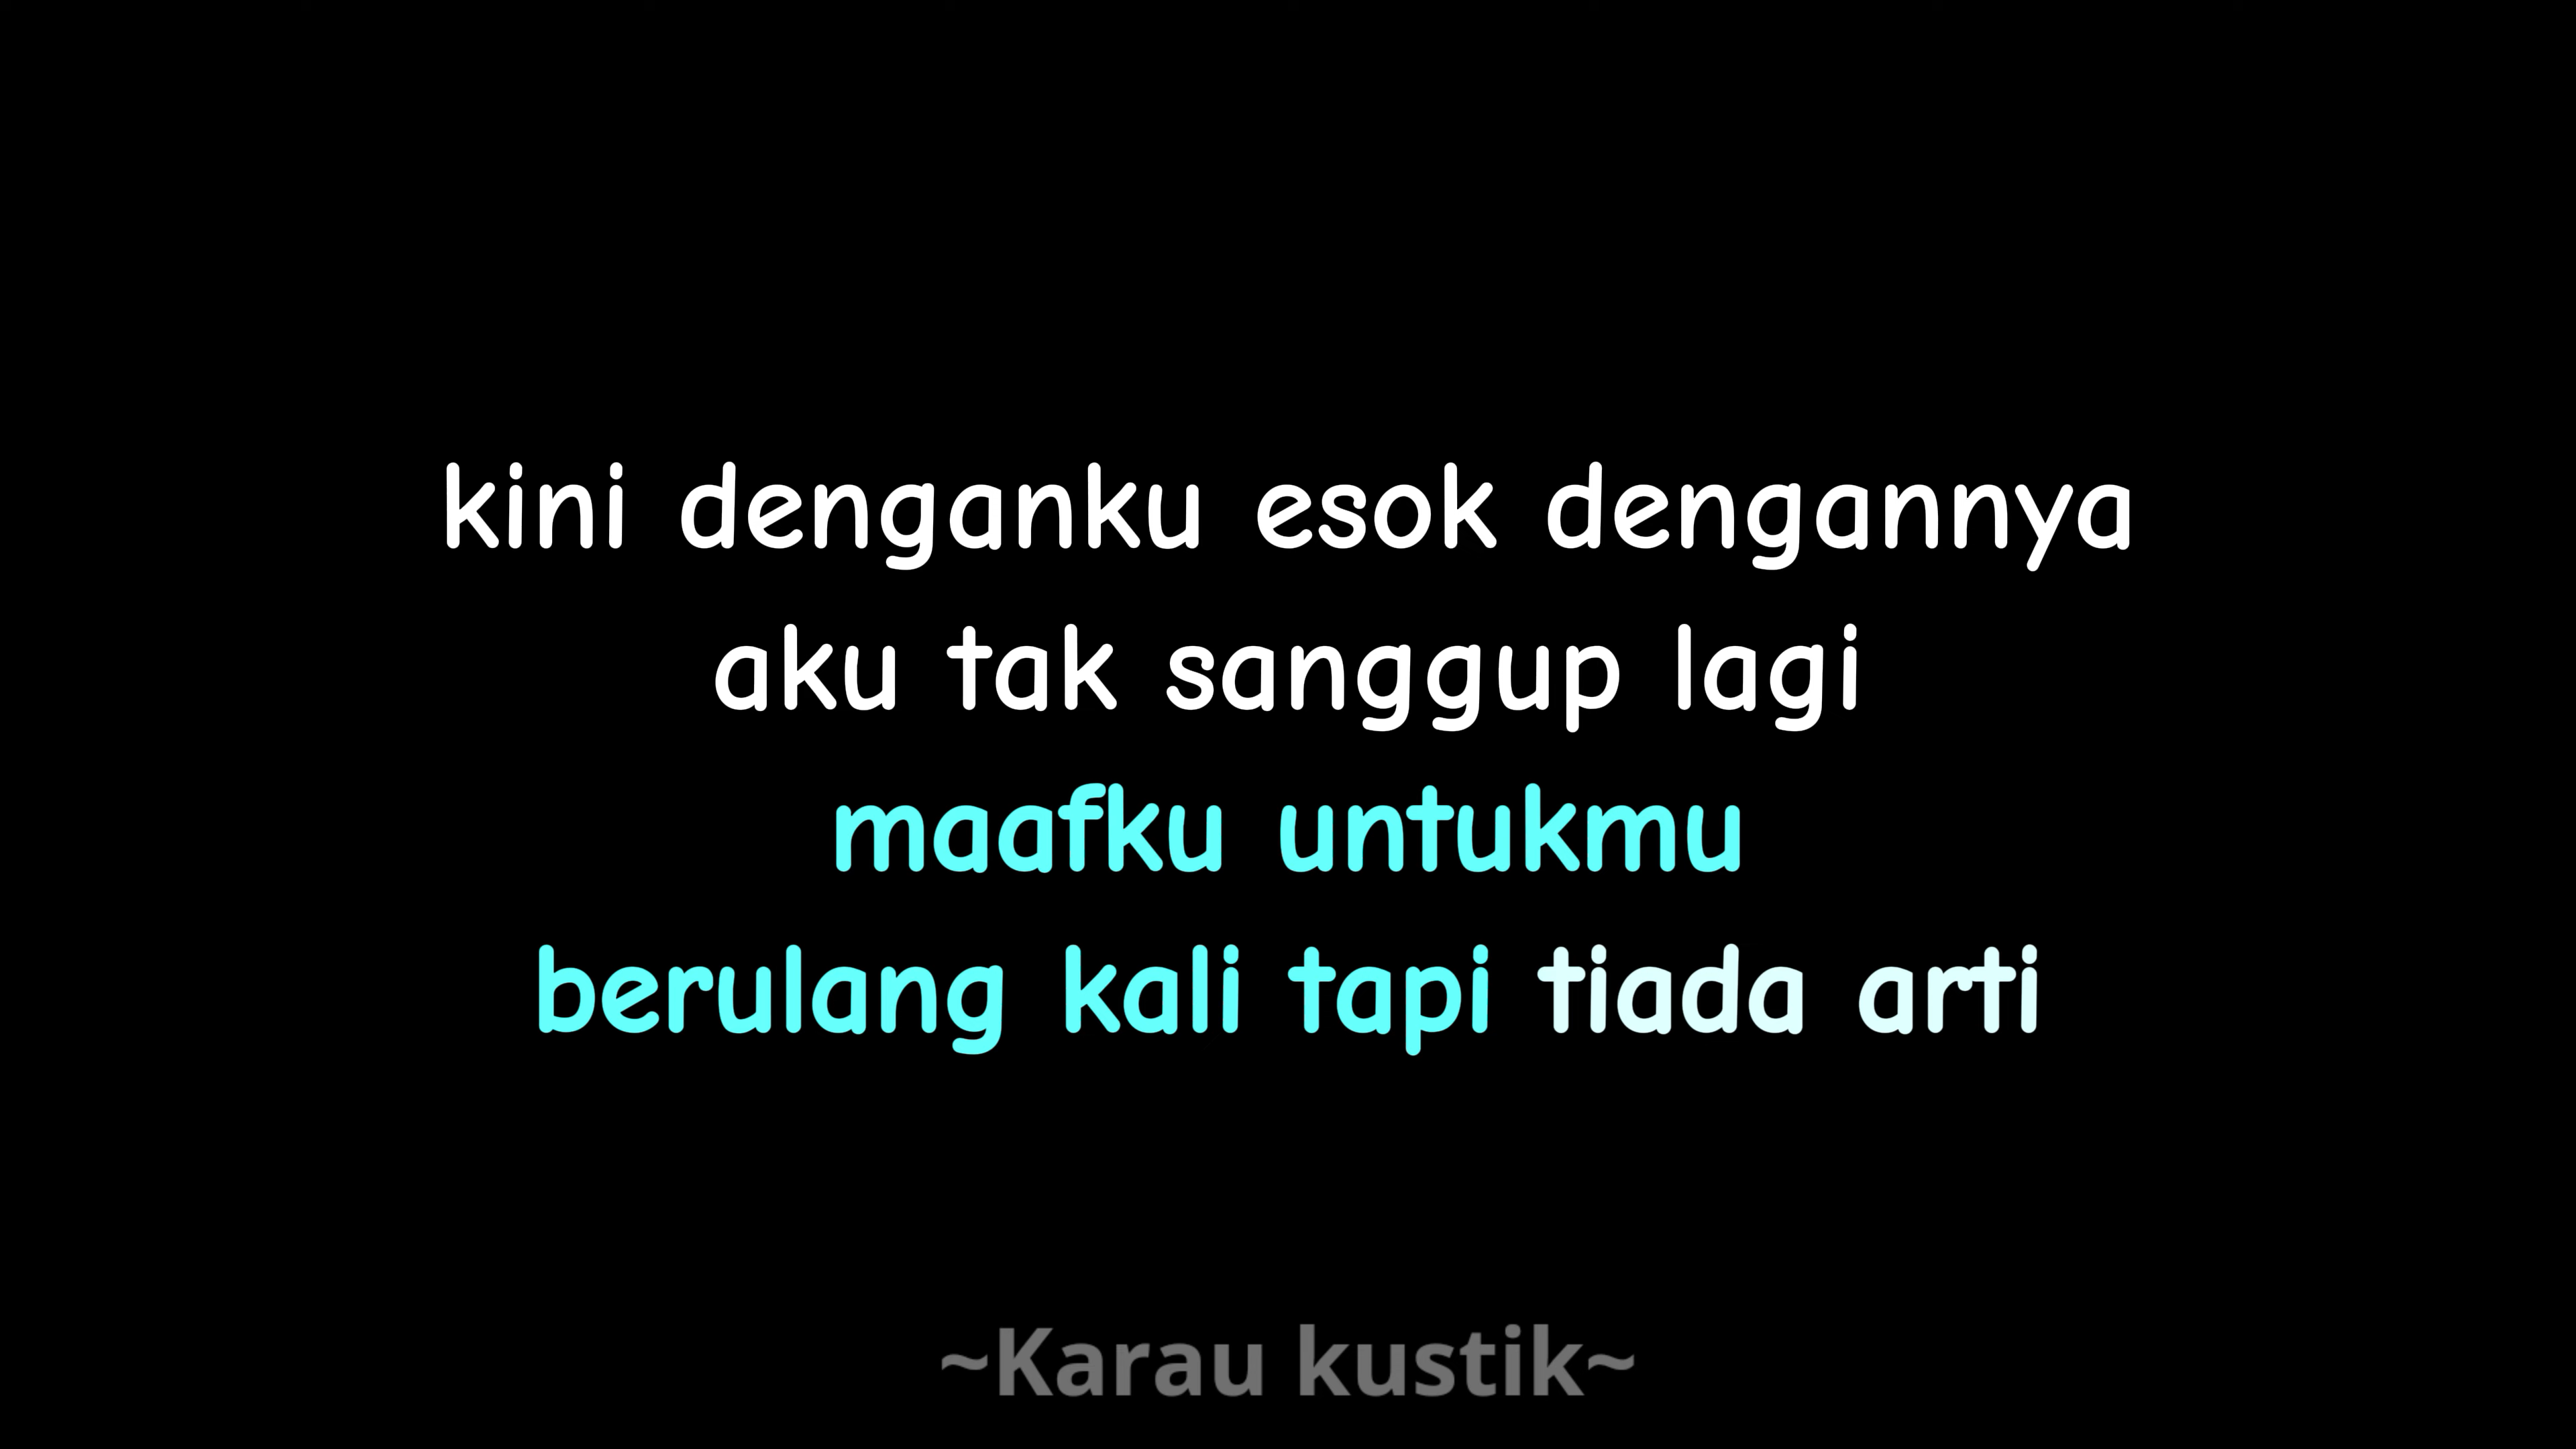 kini denganku esok dengannya
aku tak sanggup lagi
maafku untukmu
berulang kali tapi tiada arti
~Karau kustik~